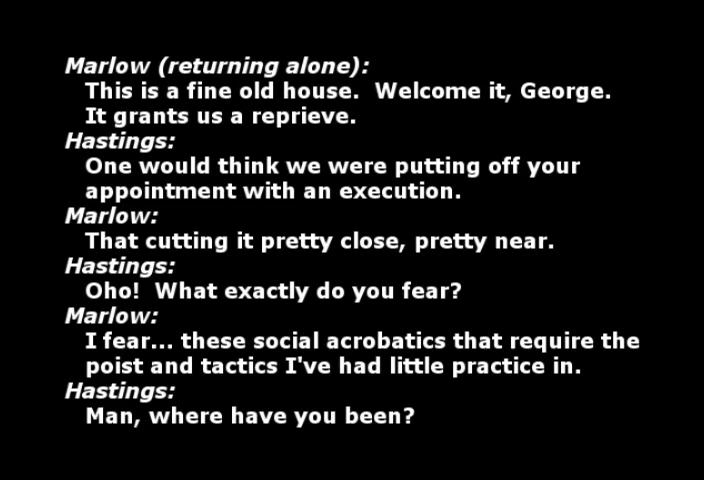 Marlow (returning alone):
This is a fine old house.  Welcome it, George.
It grants us a reprieve.
Hastings:
One would think we were putting off your
appointment with an execution.
Marlow:
That cutting it pretty close, pretty near.
Hastings:
Oho!  What exactly do you fear?
Marlow:
I fear... these social acrobatics that require the
poist and tactics I've had little practice in.
Hastings:
Man, where have you been?